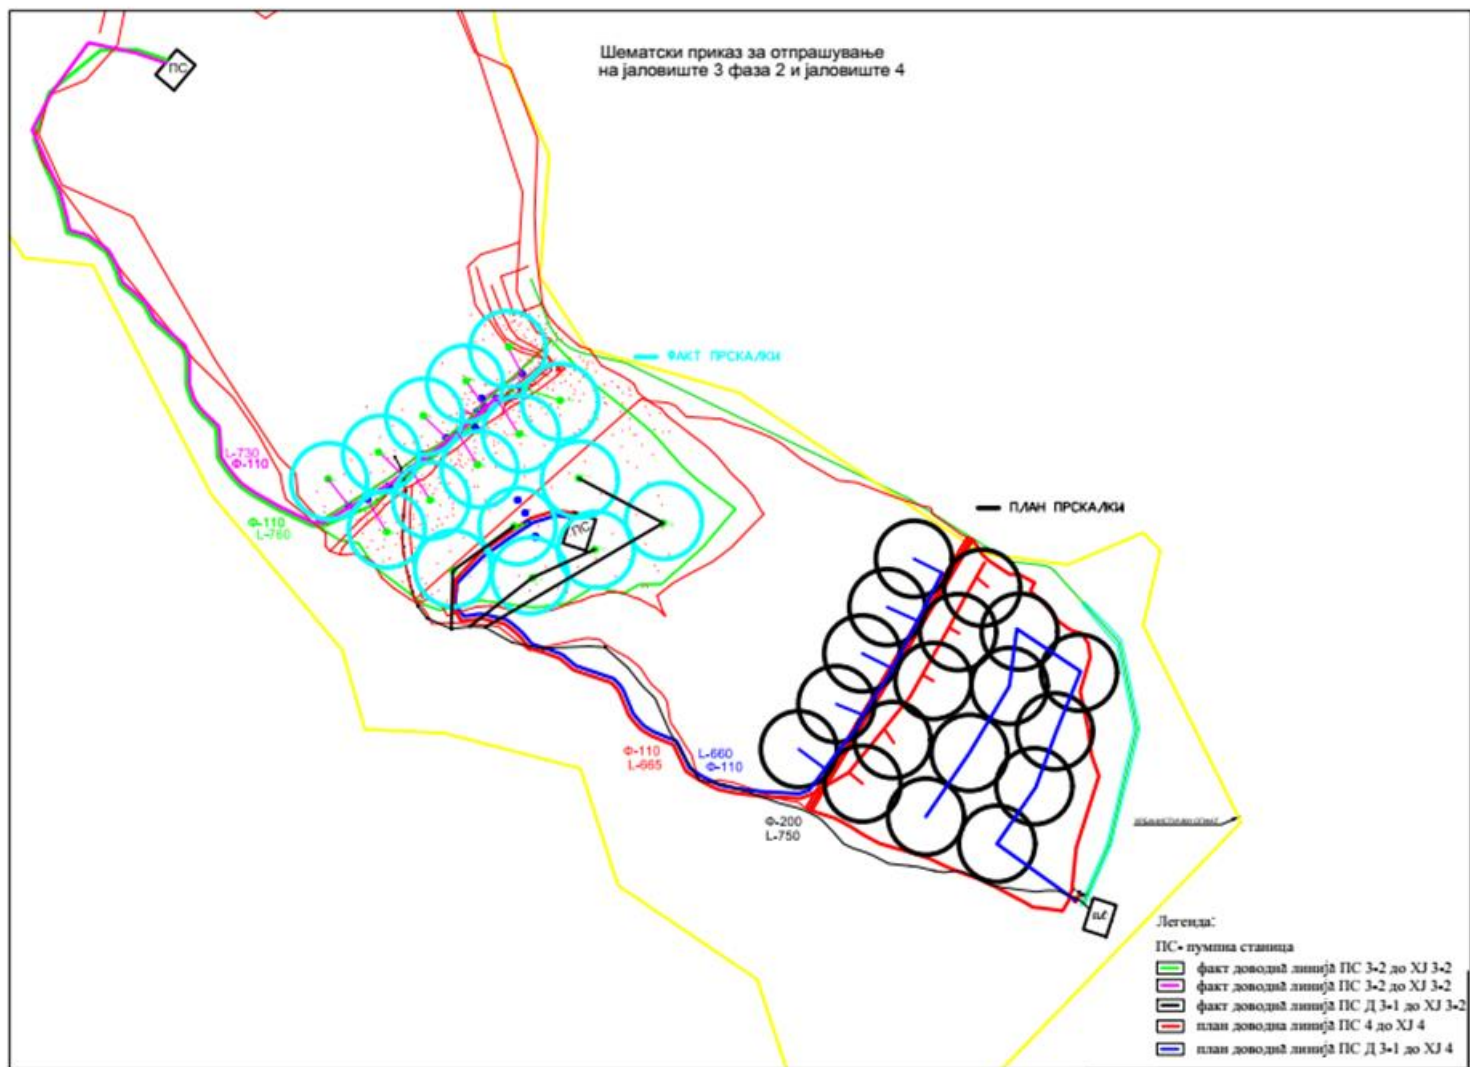 Шематски приказ за отпрашување
на јаловиште 3 фаза 2 и јаловиште 4
ПС
ФАКТ ПРСКАЛКИ
L-730
Ф-110
Ф-110
L-760
ПС
ПЛАН ПРСКАЛКИ
Ф-110
L-665
L-660
Ф-110
Ф-200
L-750
Легенда:
ПС- пумпна станица
факт доводна линија ПС 3-2 до ХЈ 3-2
факт доводна линија ПС 3-2 до ХЈ 3-2
факт доводна линија ПС Д 3-1 до ХЈ 3-2
план доводна линија ПС 4 до ХЈ 4
план доводна линија ПС Д 3-1 до ХЈ 4